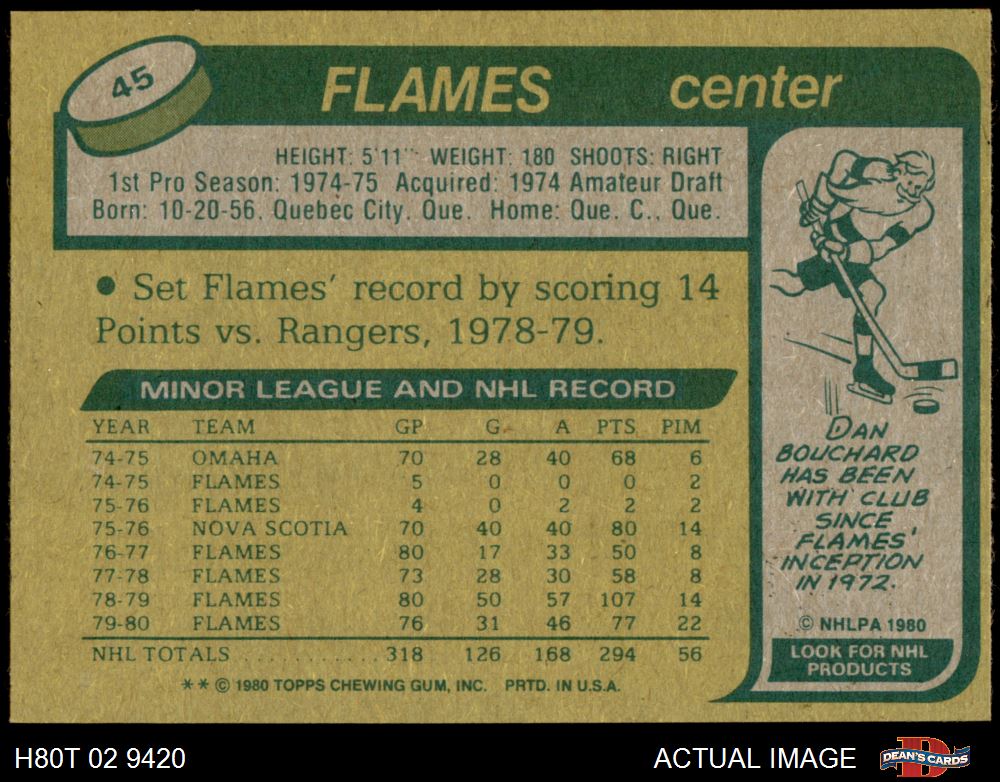 45
FLAMES center
HEIGHT: 5'11" WEIGHT: 180 SHOOTS: RIGHT
1st Pro Season: 1974-75 Acquired: 1974 Amateur Draft
Born: 10-20-56, Quebec City, Que. Home: Que. C., Que.
• Set Flames' record by scoring 14
Points vs. Rangers, 1978-79.
MINOR LEAGUE AND NHL RECORD
YEAR TEAM GP G A PTS PIM
74-75 OMAHA 70 28 40 68 6
74-75 FLAMES 5 0 0 0 2
75-76 FLAMES 4 0 2 2 2
75-76 NOVA SCOTIA 70 40 40 80 14
76-77 FLAMES 80 17 33 50 8
77-78 FLAMES 73 28 30 58 8
78-79 FLAMES 80 50 57 107 14
79-80 FLAMES 76 31 46 77 22
NHL TOTALS .......... 318 126 168 294 56
** © 1980 TOPPS CHEWING GUM, INC. PRTD. IN U.S.A.
DAN
BOUCHARD
HAS BEEN
WITH CLUB
SINCE
FLAMES'
INCEPTION
IN 1972.
© NHLPA 1980
LOOK FOR NHL
PRODUCTS
H80T 02 9420
ACTUAL IMAGE
DEAN'S CARDS